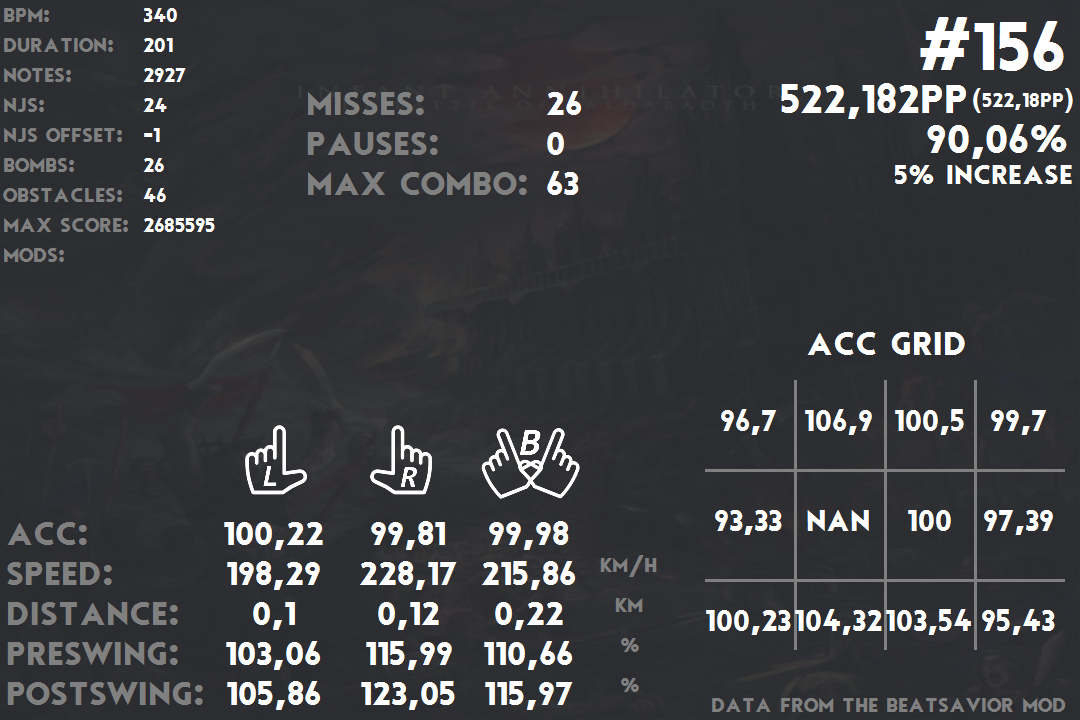 BPM: 340
DURATION: 201
NOTES: 2927
NJS: 24
NJS OFFSET: -1
BOMBS: 26
OBSTACLES: 46
MAX SCORE: 2685595
MODS:
MISSES: 26
PAUSES: 0
MAX COMBO: 63
#156
522,182PP (522,18PP)
90,06%
5% INCREASE
L R B
ACC: 100,22 99,81 99,98
SPEED: 198,29 228,17 215,86 KM/H
DISTANCE: 0,1 0,12 0,22 KM
PRESWING: 103,06 115,99 110,66 %
POSTSWING: 105,86 123,05 115,97 %
ACC GRID
96,7 106,9 100,5 99,7
93,33 NAN 100 97,39
100,23 104,32 103,54 95,43
DATA FROM THE BEATSAVIOR MOD